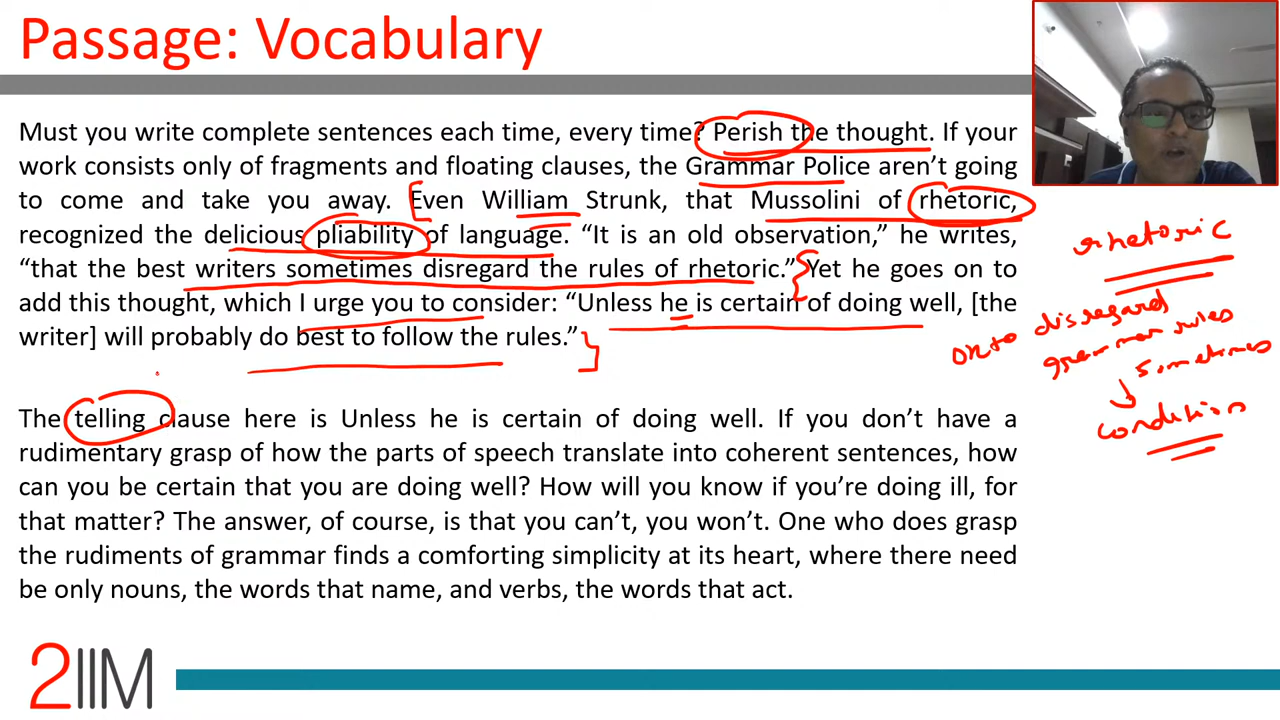 Passage: Vocabulary
Must you write complete sentences each time, every time? Perish the thought. If your
work consists only of fragments and floating clauses, the Grammar Police aren’t going
to come and take you away. Even William Strunk, that Mussolini of rhetoric,
recognized the delicious pliability of language. “It is an old observation,” he writes,
“that the best writers sometimes disregard the rules of rhetoric.” Yet he goes on to
add this thought, which I urge you to consider: “Unless he is certain of doing well, [the
writer] will probably do best to follow the rules.”
The telling clause here is Unless he is certain of doing well. If you don’t have a
rudimentary grasp of how the parts of speech translate into coherent sentences, how
can you be certain that you are doing well? How will you know if you’re doing ill, for
that matter? The answer, of course, is that you can’t, you won’t. One who does grasp
the rudiments of grammar finds a comforting simplicity at its heart, where there need
be only nouns, the words that name, and verbs, the words that act.
rhetoric
OK to disregard
grammar rules
sometimes
condition
2IIM